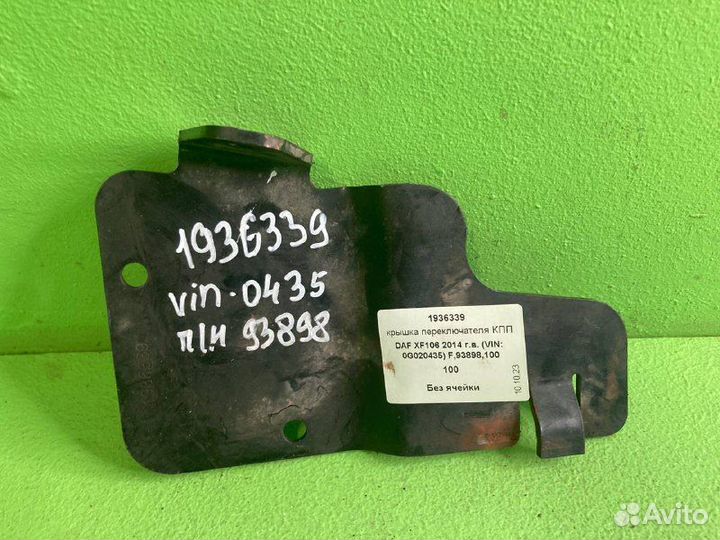 1936339
vin-0435
п/н 93898
1936339
крышка переключателя КПП
DAF XF106 2014 г.в. (VIN:
0G020435) F,93898,100
100
Без ячейки
10.10.23
Avito